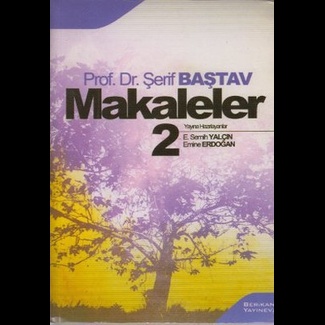 Prof. Dr. Şerif BAŞTAV
Makaleler
2
Yayına Hazırlayanlar
E. Semih YALÇIN
Emine ERDOĞAN
BERİKAN
YAYINEVİ